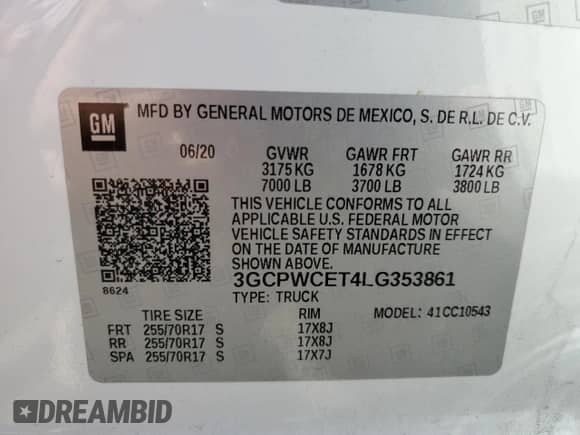 GM
MFD BY GENERAL MOTORS DE MEXICO, S. DE R.L. DE C.V.
06/20 GVWR GAWR FRT GAWR RR
3175 KG 1678 KG 1724 KG
7000 LB 3700 LB 3800 LB
THIS VEHICLE CONFORMS TO ALL
APPLICABLE U.S. FEDERAL MOTOR
VEHICLE SAFETY STANDARDS IN EFFECT
ON THE DATE OF MANUFACTURE
SHOWN ABOVE.
8624
3GCPWCET4LG353861
TYPE: TRUCK MODEL: 41CC10543
TIRE SIZE RIM
FRT 255/70R17 S 17X8J
RR 255/70R17 S 17X8J
SPA 255/70R17 S 17X7J
DREAMBID